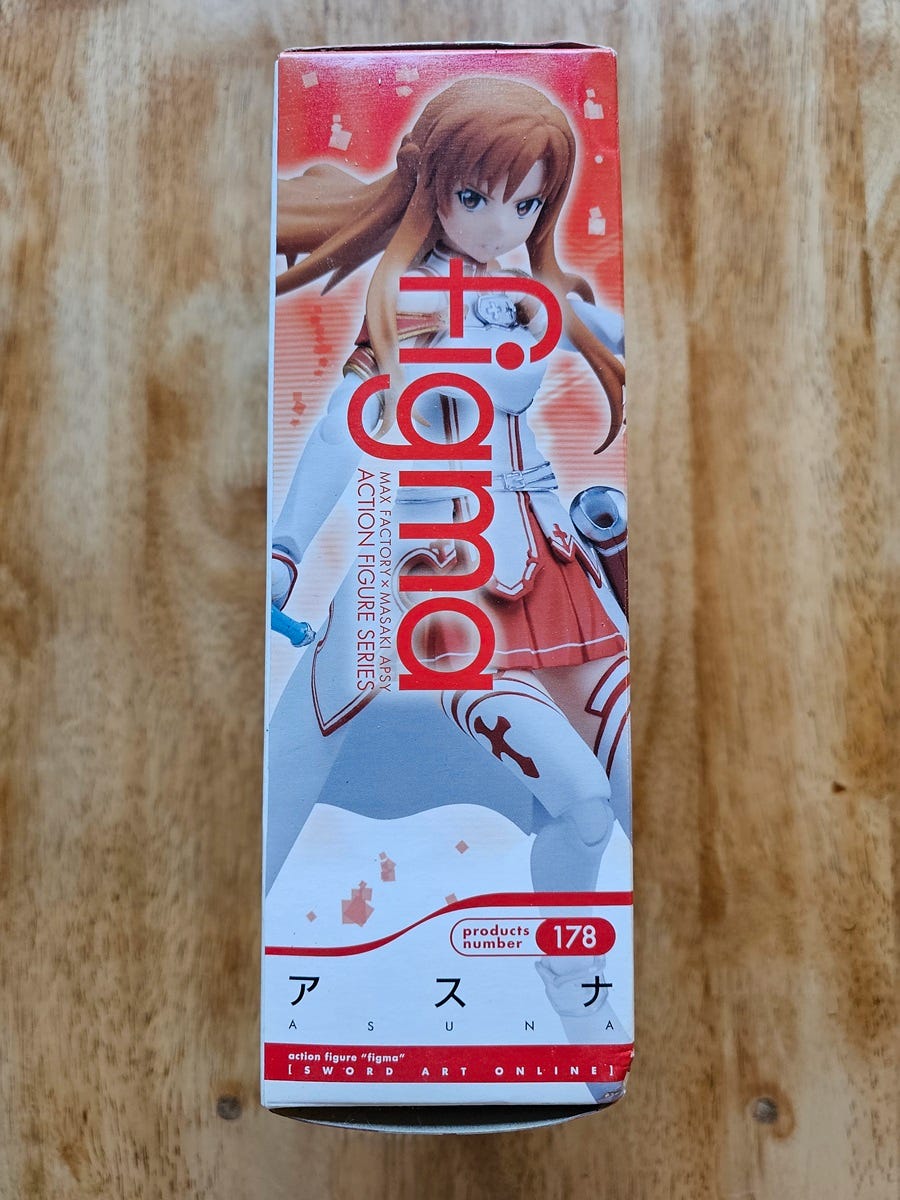 figma
MAX FACTORY × MASAKI APSY
ACTION FIGURE SERIES
products
number
178
アスナ
ASUNA
action figure "figma"
[SWORD ART ONLINE]